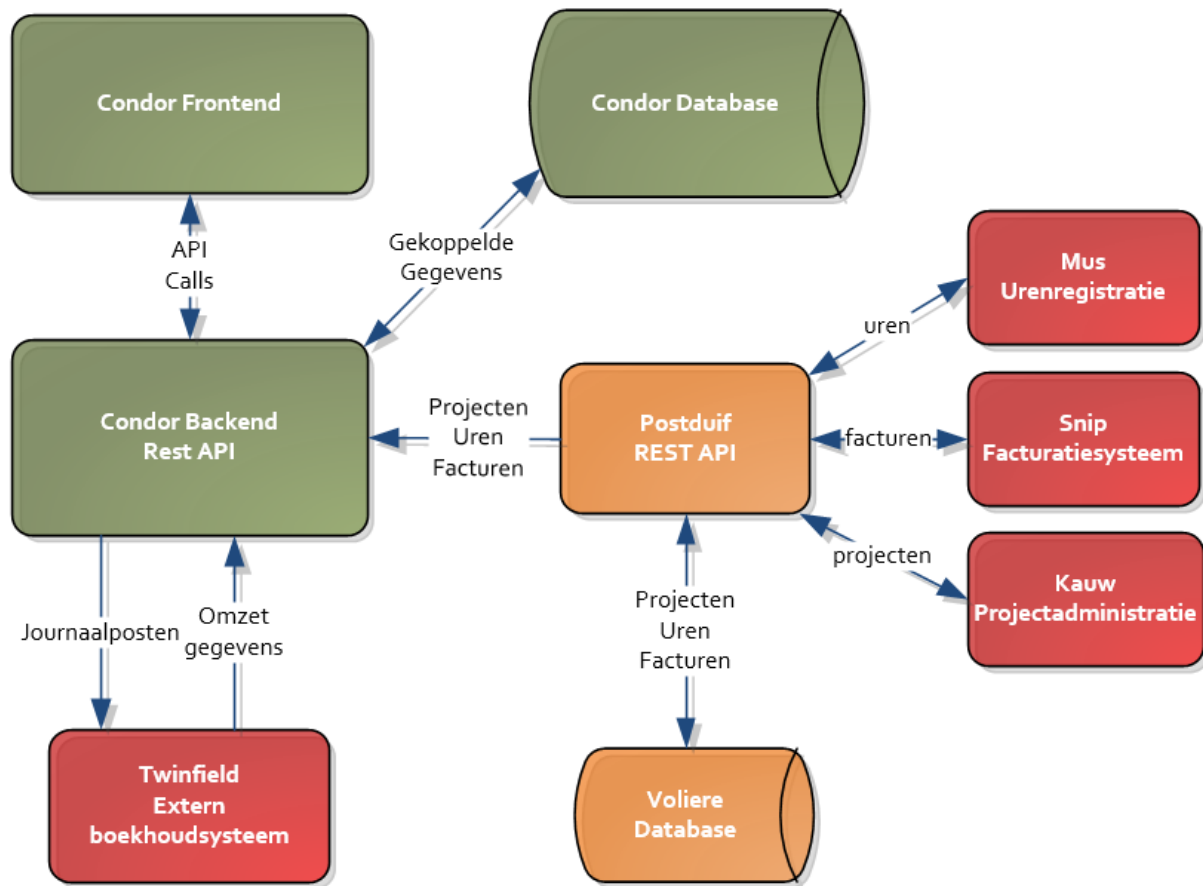 Condor Frontend
Condor Database
API
Calls
Gekoppelde
Gegevens
Mus
Urenregistratie
uren
Condor Backend
Rest API
Projecten
Uren
Facturen
Postduif
REST API
facturen
Snip
Facturatiesysteem
projecten
Kauw
Projectadministratie
Journaalposten
Omzet
gegevens
Projecten
Uren
Facturen
Twinfield
Extern
boekhoudsysteem
Voliere
Database